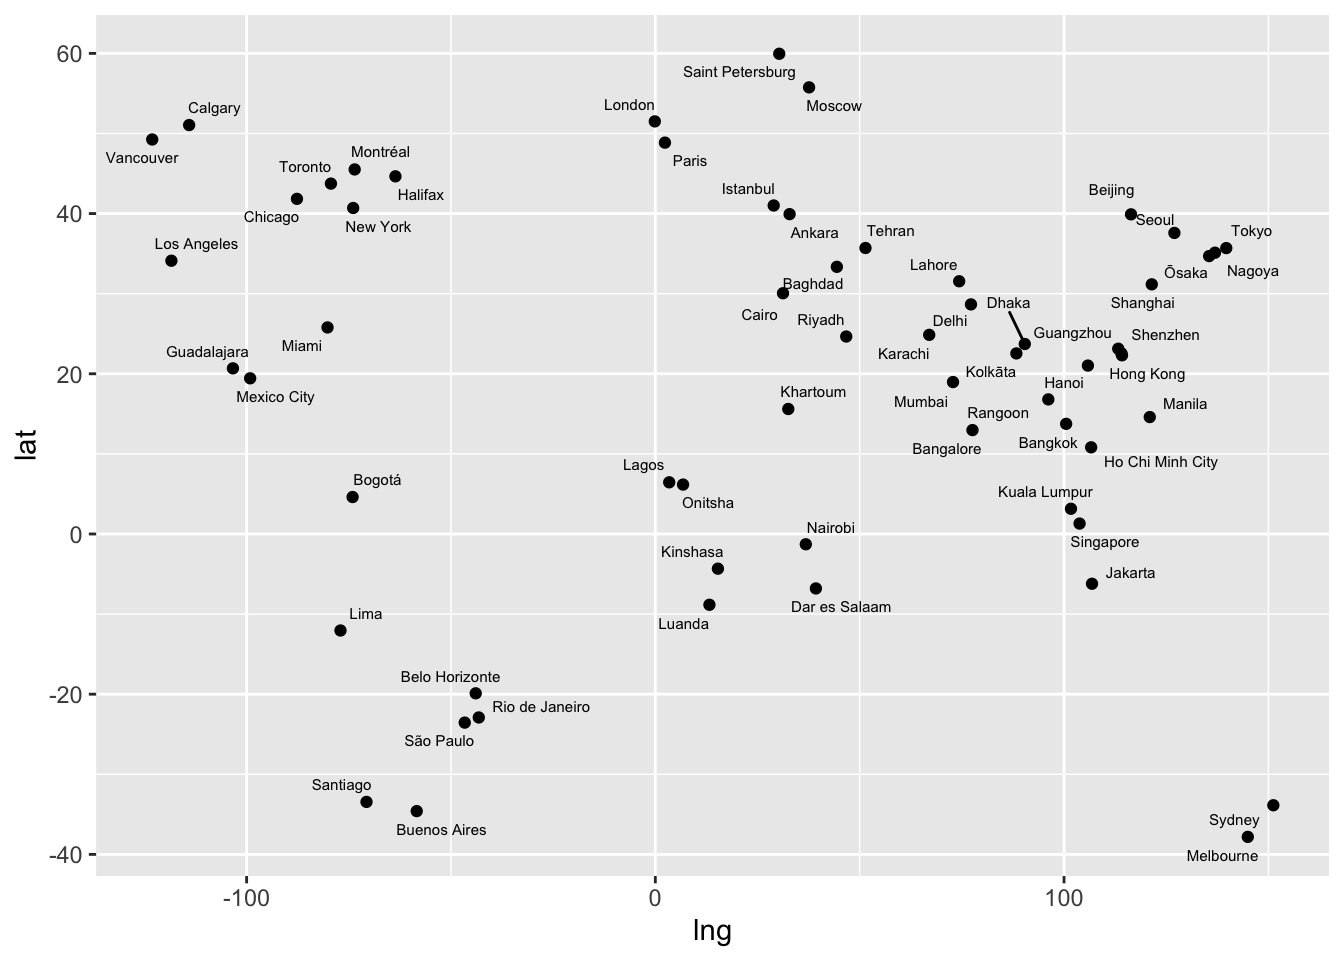 60
Saint Petersburg
Moscow
London
Calgary
Vancouver
Paris
Montréal
Toronto
Halifax
Istanbul
Beijing
40
Chicago
New York
Seoul
Ankara
Tehran
Tokyo
Los Angeles
Lahore
Ōsaka
Nagoya
Baghdad
Shanghai
Dhaka
Cairo
Riyadh
Delhi
Guangzhou
Shenzhen
Miami
Guadalajara
Karachi
20
Kolkāta
Hong Kong
Hanoi
Mexico City
Khartoum
Mumbai
Manila
Rangoon
Bangalore
Bangkok
lat
Ho Chi Minh City
Lagos
Bogotá
Kuala Lumpur
Onitsha
0
Nairobi
Singapore
Kinshasa
Jakarta
Dar es Salaam
Lima
Luanda
Belo Horizonte
-20
Rio de Janeiro
São Paulo
Santiago
Sydney
Buenos Aires
-40
Melbourne
-100
0
100
lng